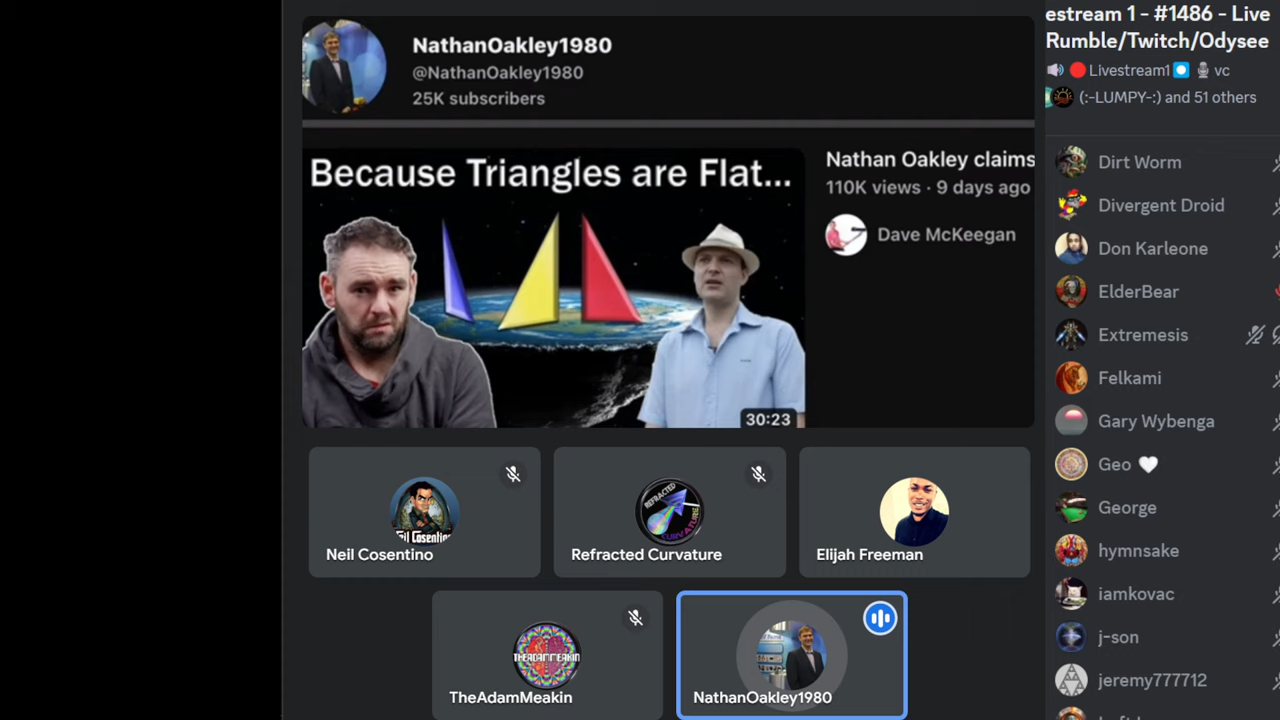 NathanOakley1980
@NathanOakley1980
25K subscribers
Because Triangles are Flat...
30:23
Nathan Oakley claims
110K views · 9 days ago
Dave McKeegan
Neil Cosentino
REFRACTED
CURVATURE
Refracted Curvature
Elijah Freeman
THEADAMMEAKIN
TheAdamMeakin
NathanOakley1980
estream 1 - #1486 - Live
Rumble/Twitch/Odysee
Livestream1 vc
(:-LUMPY-:) and 51 others
Dirt Worm
Divergent Droid
Don Karleone
ElderBear
Extremesis
Felkami
Gary Wybenga
Geo 🤍
George
hymnsake
iamkovac
j-son
jeremy777712